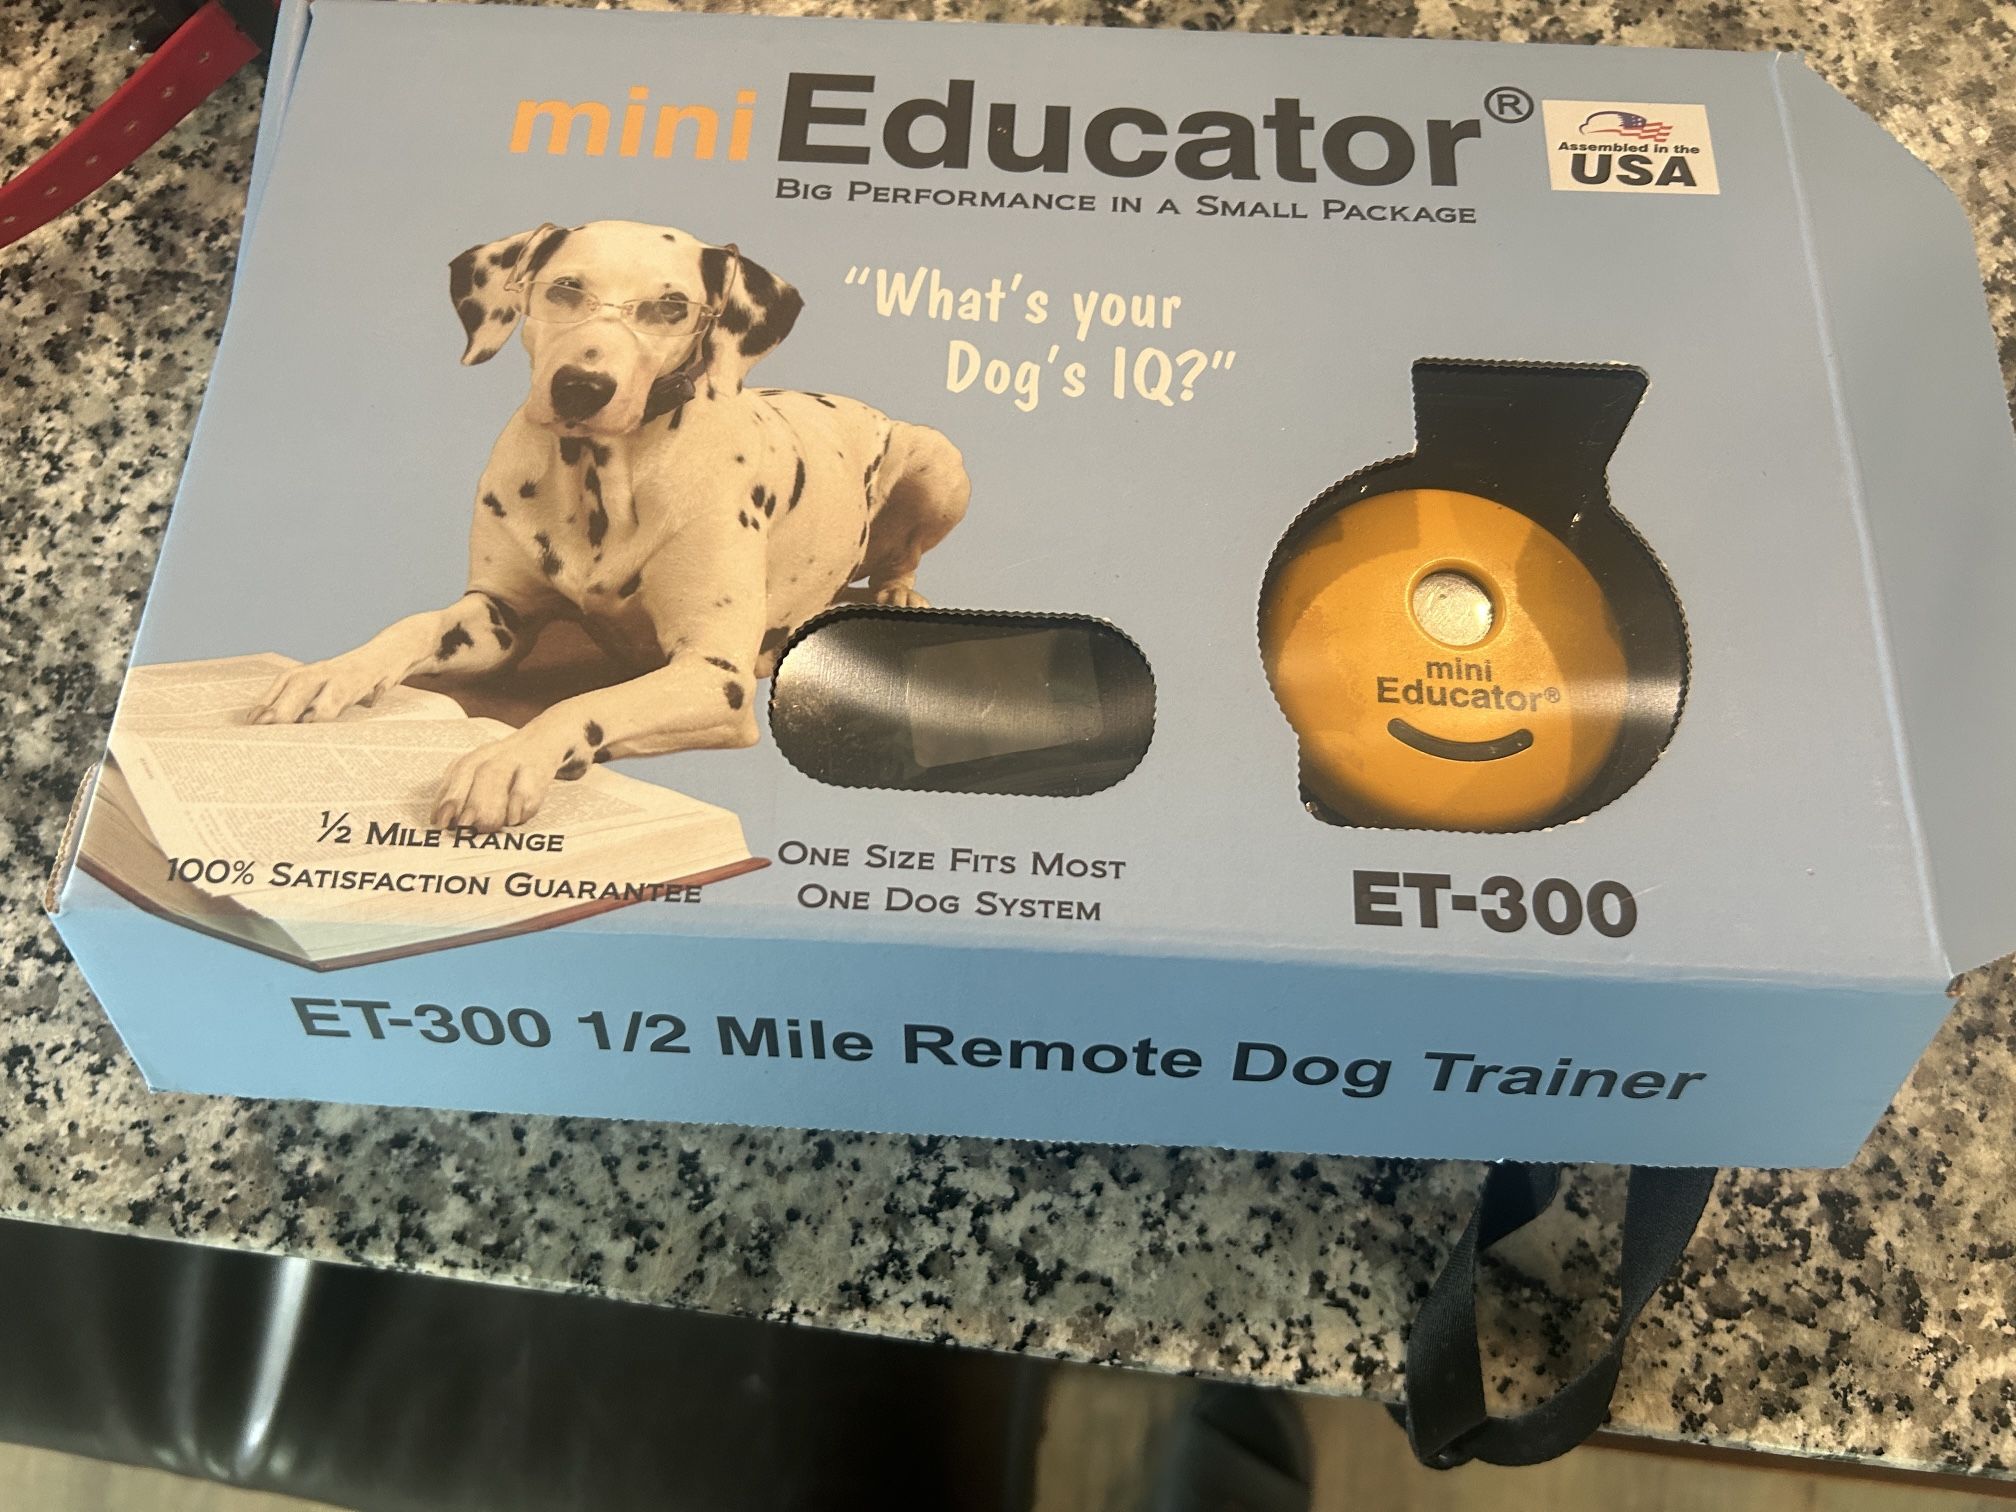 mini Educator®
Assembled in the
USA
BIG PERFORMANCE IN A SMALL PACKAGE
"What's your
Dog's IQ?"
mini
Educator®
½ MILE RANGE
100% SATISFACTION GUARANTEE
ONE SIZE FITS MOST
ONE DOG SYSTEM
ET-300
ET-300 1/2 Mile Remote Dog Trainer